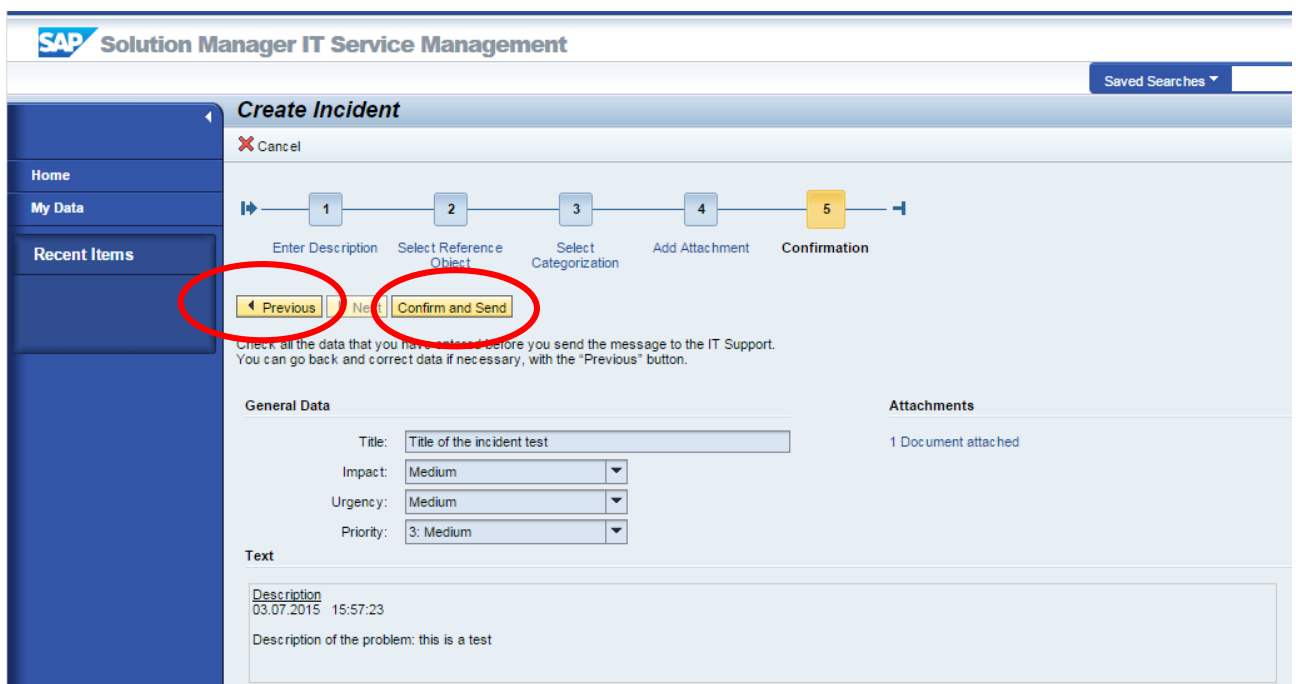 SAP Solution Manager IT Service Management
Saved Searches
Create Incident
Cancel
Home
My Data
Recent Items
1 2 3 4 5
Enter Description Select Reference Object Select Categorization Add Attachment Confirmation
Previous Next Confirm and Send
Check all the data that you have entered before you send the message to the IT Support.
You can go back and correct data if necessary, with the “Previous” button.
General Data Attachments
Title: Title of the incident test 1 Document attached
Impact: Medium
Urgency: Medium
Priority: 3: Medium
Text
Description
03.07.2015 15:57:23
Description of the problem: this is a test